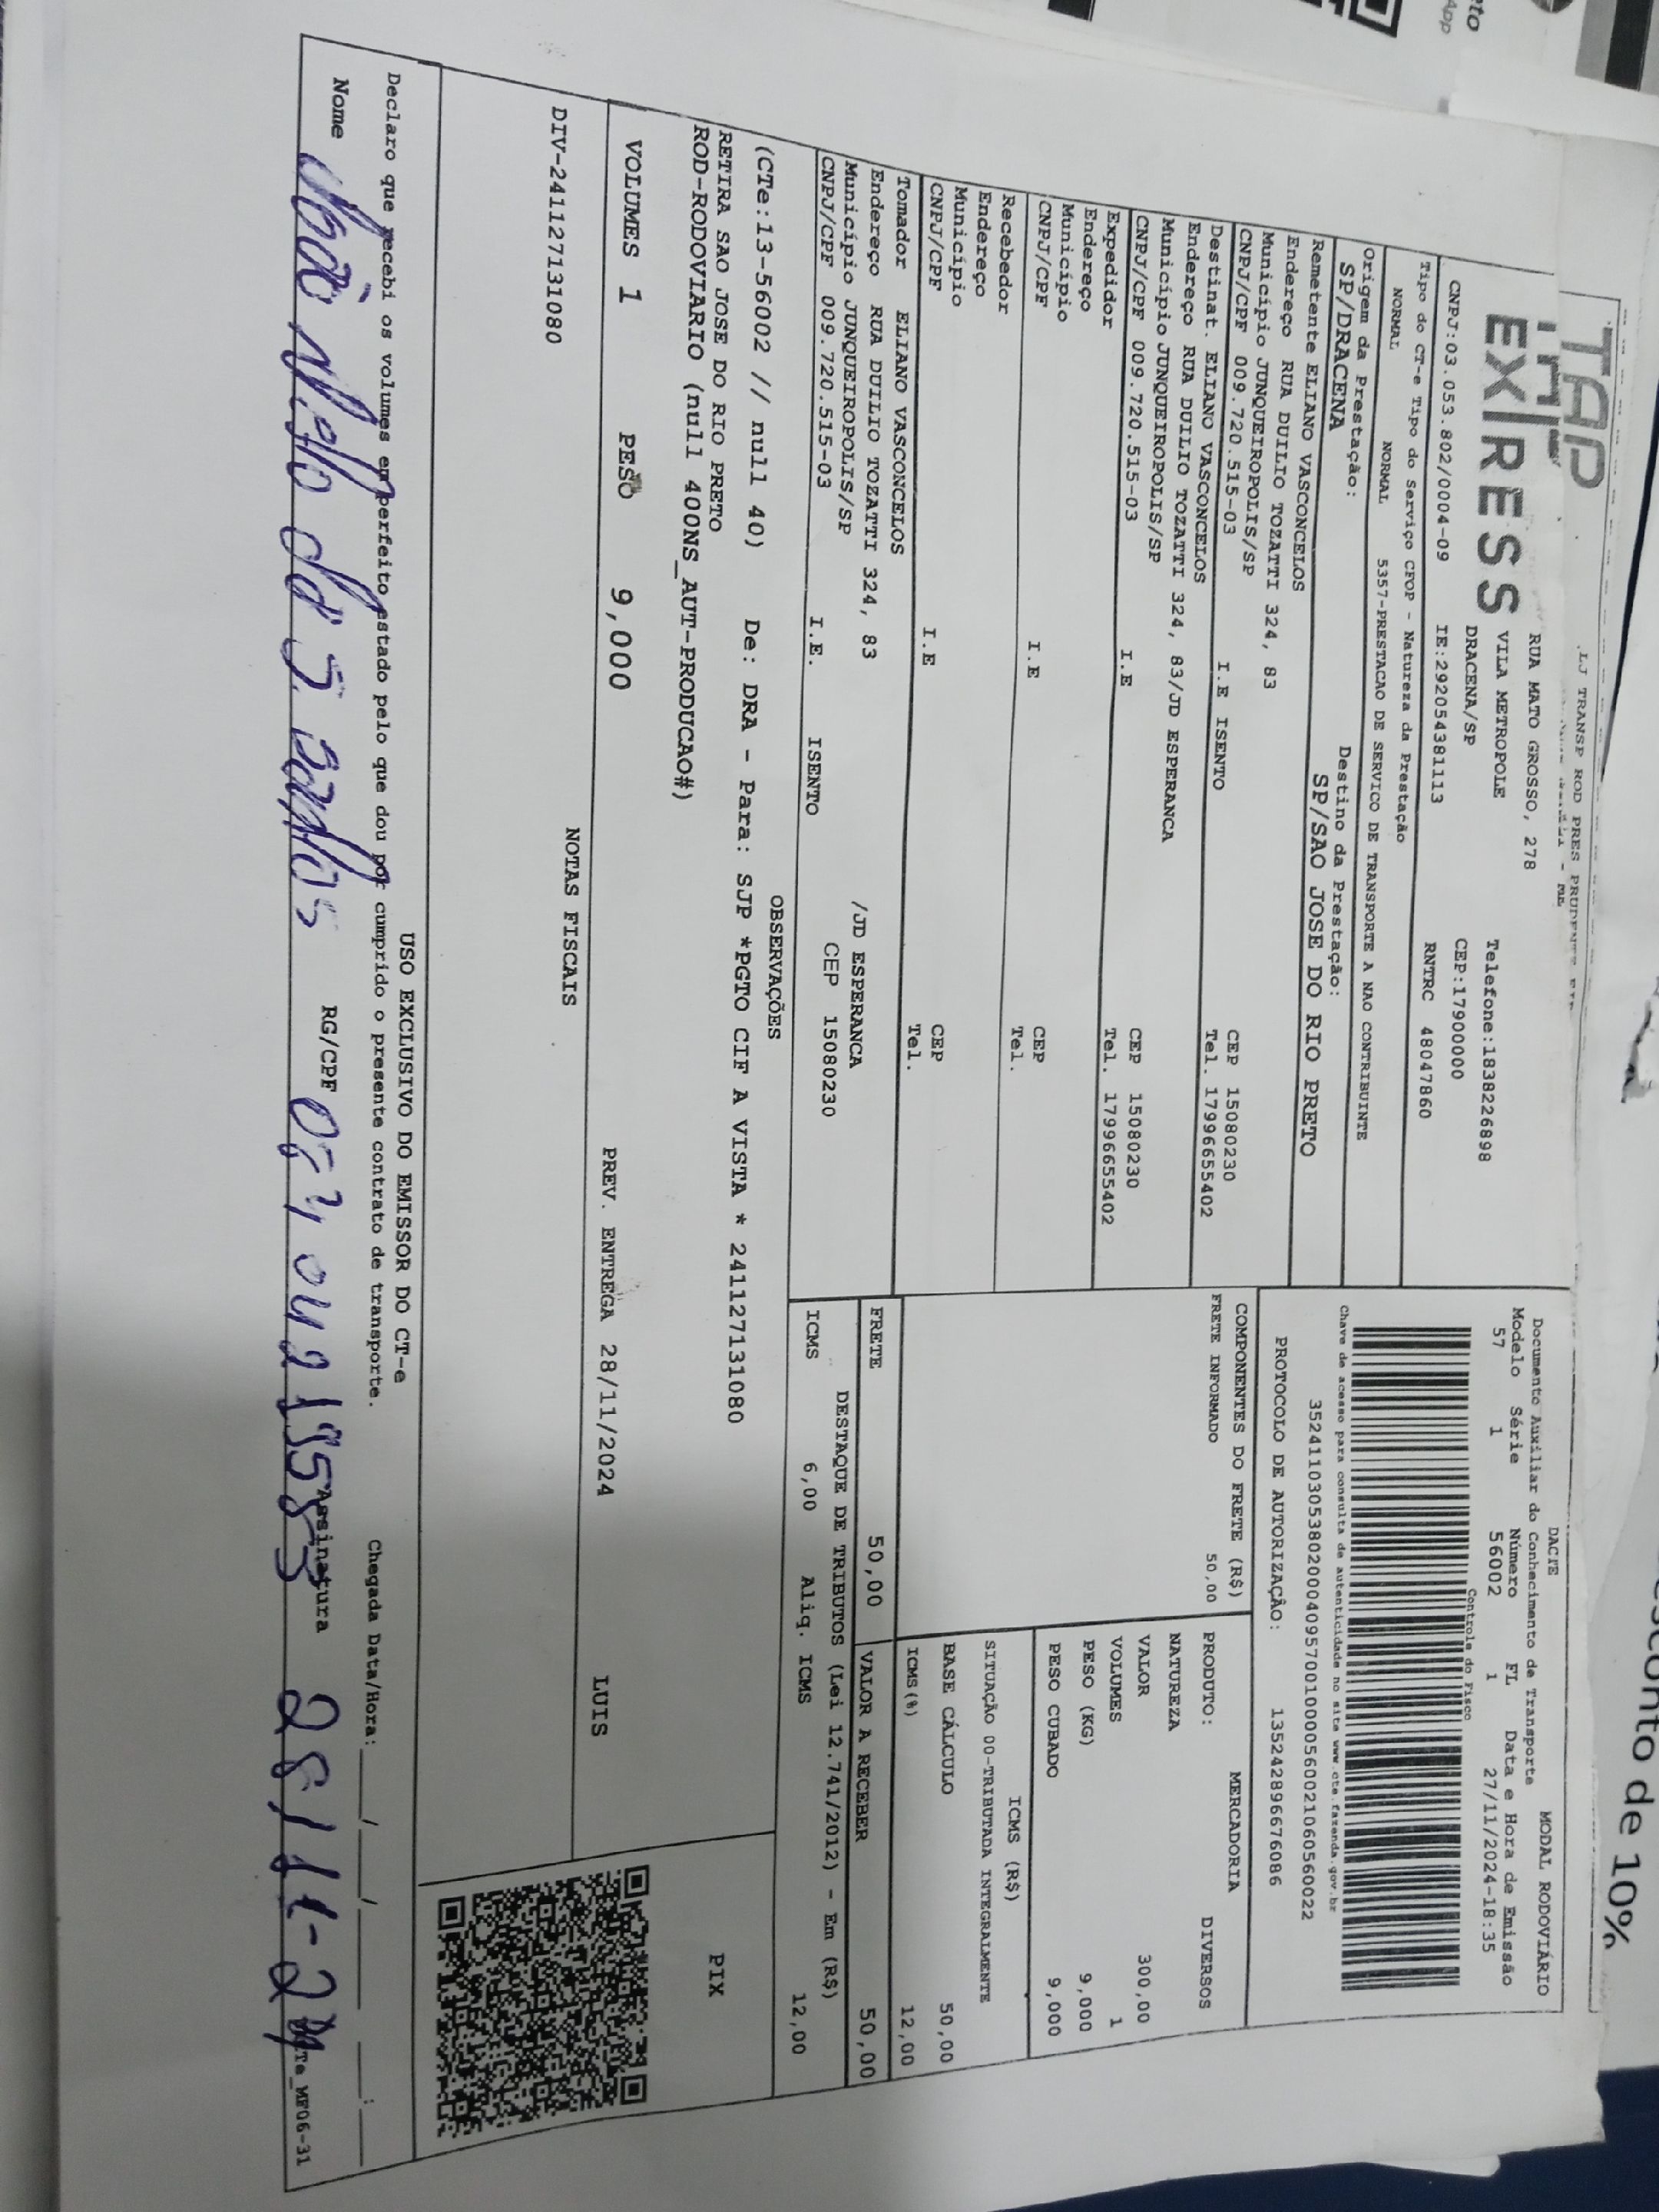 TAP
EXPRESS
LJ TRANSP ROD PRES PRUDENTE
RUA MATO GROSSO, 278
VILA METROPOLE
DRACENA/SP
Telefone:1838226898
CEP:17900000
CNPJ:03.053.802/0004-09 IE:292054381113 RNTRC 48047860
Tipo do CT-e Tipo do Serviço CFOP - Natureza da Prestação
NORMAL NORMAL 5357-PRESTACAO DE SERVICO DE TRANSPORTE A NAO CONTRIBUINTE
Origem da Prestação: Destino da Prestação:
SP/DRACENA SP/SAO JOSE DO RIO PRETO
Remetente ELIANO VASCONCELOS
Endereço RUA DUILIO TOZATTI 324, 83
Município JUNQUEIROPOLIS/SP CEP 15080230
CNPJ/CPF 009.720.515-03 I.E ISENTO Tel. 17996655402
Destinat. ELIANO VASCONCELOS
Endereço RUA DUILIO TOZATTI 324, 83/JD ESPERANCA
Município JUNQUEIROPOLIS/SP CEP 15080230
CNPJ/CPF 009.720.515-03 I.E Tel. 17996655402
Expedidor
Endereço
Município CEP
CNPJ/CPF I.E Tel.
Recebedor
Endereço
Município CEP
CNPJ/CPF I.E Tel.
Tomador ELIANO VASCONCELOS
Endereço RUA DUILIO TOZATTI 324, 83 /JD ESPERANCA
Município JUNQUEIROPOLIS/SP CEP 15080230
CNPJ/CPF 009.720.515-03 I.E. ISENTO
DACTE MODAL RODOVIÁRIO
Documento Auxiliar do Conhecimento de Transporte
Modelo Série Número FL Data e Hora de Emissão
57 1 56002 1 27/11/2024-18:35
Controle do Fisco
Chave de acesso para consulta de autenticidade no site www.cte.fazenda.gov.br
35241103053802000409570010000560021060560022
PROTOCOLO DE AUTORIZAÇÃO: 135242896676086
COMPONENTES DO FRETE (R$)
FRETE INFORMADO 50,00
MERCADORIA
PRODUTO: DIVERSOS
NATUREZA
VALOR 300,00
VOLUMES 1
PESO (KG) 9,000
PESO CUBADO 9,000
ICMS (R$)
SITUAÇÃO 00-TRIBUTADA INTEGRALMENTE
BASE CÁLCULO 50,00
ICMS(%) 12,00
FRETE 50,00 VALOR A RECEBER 50,00
DESTAQUE DE TRIBUTOS (Lei 12.741/2012) - Em (R$)
ICMS 6,00 Aliq. ICMS 12,00
OBSERVAÇÕES
(CTe:13-56002 // null 40) De: DRA - Para: SJP *PGTO CIF A VISTA * 241127131080
RETIRA SAO JOSE DO RIO PRETO
ROD-RODOVIARIO (null 400NS_AUT-PRODUCAO#)
PIX
VOLUMES 1 PESO 9,000 PREV. ENTREGA 28/11/2024 LUIS
NOTAS FISCAIS
DIV-241127131080
USO EXCLUSIVO DO EMISSOR DO CT-e
Declaro que recebi os volumes em perfeito estado pelo que dou por cumprido o presente contrato de transporte. Chegada Data/Hora:____/____/______ ____:____
Nome RG/CPF Assinatura 28/11-24
MF06-31
sconto de 10%